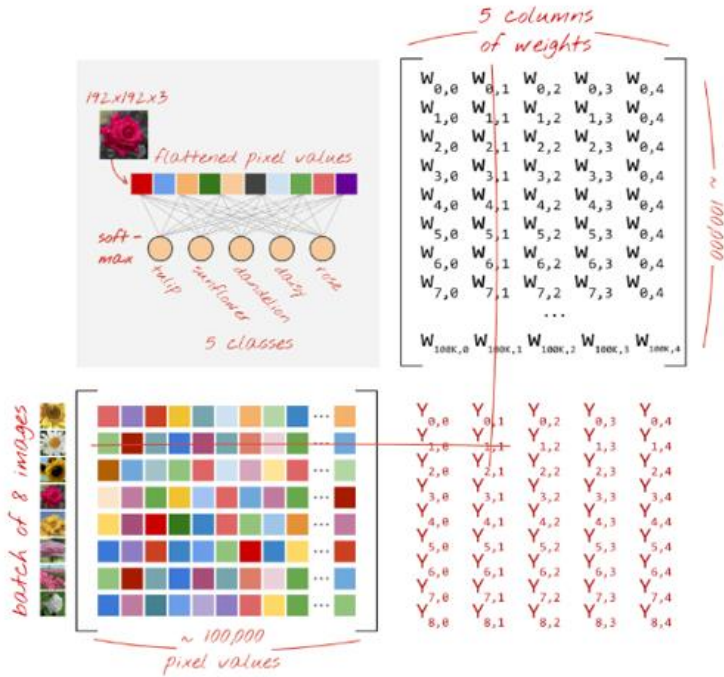 5 columns
of weights
192x192x3
flattened pixel values
soft-
max
tulip
sunflower
dandelion
daisy
rose
5 classes
W0,0 W0,1 W0,2 W0,3 W0,4
W1,0 W1,1 W1,2 W1,3 W0,4
W2,0 W2,1 W2,2 W2,3 W0,4
W3,0 W3,1 W3,2 W3,3 W0,4
W4,0 W4,1 W4,2 W4,3 W0,4
W5,0 W5,1 W5,2 W5,3 W0,4
W6,0 W6,1 W6,2 W6,3 W0,4
W7,0 W7,1 W7,2 W7,3 W0,4
...
W100K,0 W100K,1 W100K,2 W100K,3 W100K,4
~ 100,000
batch of 8 images
...
...
...
...
...
...
...
...
~ 100,000
pixel values
Y0,0 Y0,1 Y0,2 Y0,3 Y0,4
Y1,0 Y1,1 Y1,2 Y1,3 Y1,4
Y2,0 Y2,1 Y2,2 Y2,3 Y2,4
Y3,0 Y3,1 Y3,2 Y3,3 Y3,4
Y4,0 Y4,1 Y4,2 Y4,3 Y4,4
Y5,0 Y5,1 Y5,2 Y5,3 Y5,4
Y6,0 Y6,1 Y6,2 Y6,3 Y6,4
Y7,0 Y7,1 Y7,2 Y7,3 Y7,4
Y8,0 Y8,1 Y8,2 Y8,3 Y8,4